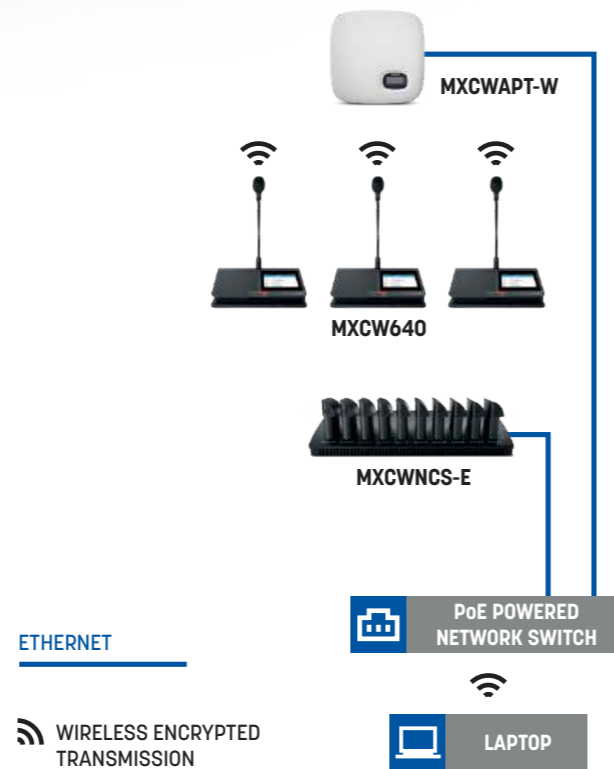 MXCWAPT-W
MXCW640
MXCWNCS-E
PoE POWERED
NETWORK SWITCH
ETHERNET
WIRELESS ENCRYPTED
TRANSMISSION
LAPTOP